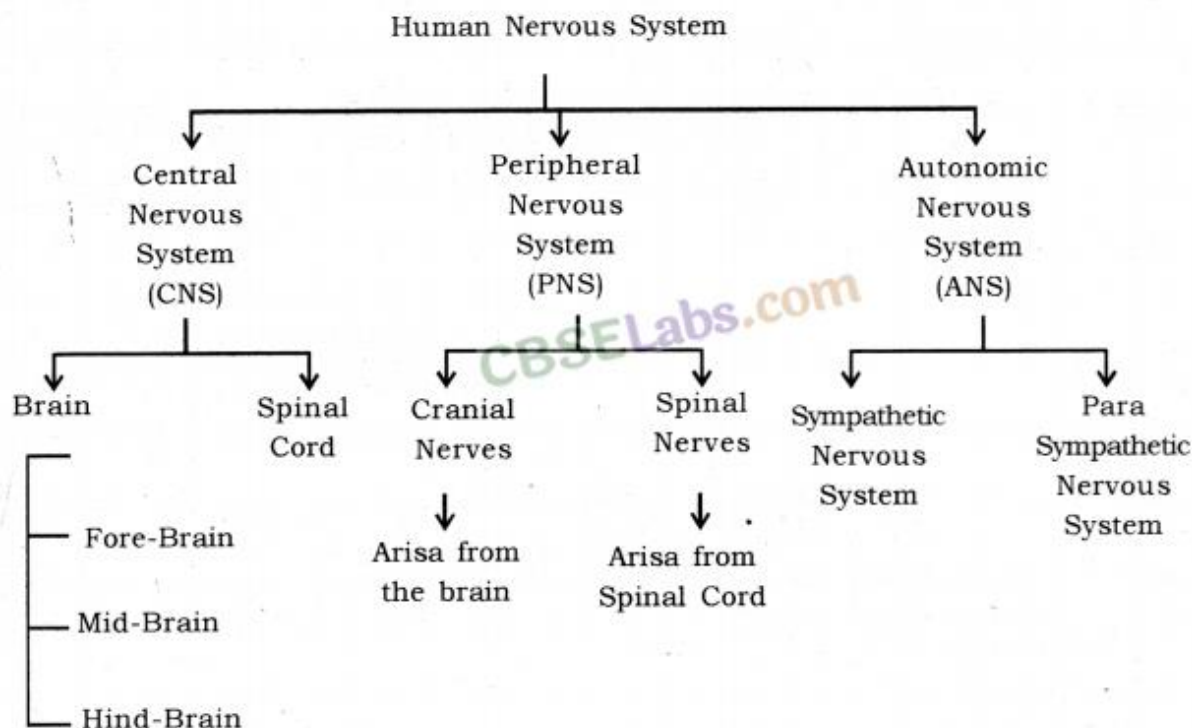 Human Nervous System
Central
Nervous
System
(CNS)
Peripheral
Nervous
System
(PNS)
Autonomic
Nervous
System
(ANS)
CBSELabs.com
Brain
Spinal
Cord
Cranial
Nerves
Spinal
Nerves
Sympathetic
Nervous
System
Para
Sympathetic
Nervous
System
Arisa from
the brain
Arisa from
Spinal Cord
Fore-Brain
Mid-Brain
Hind-Brain